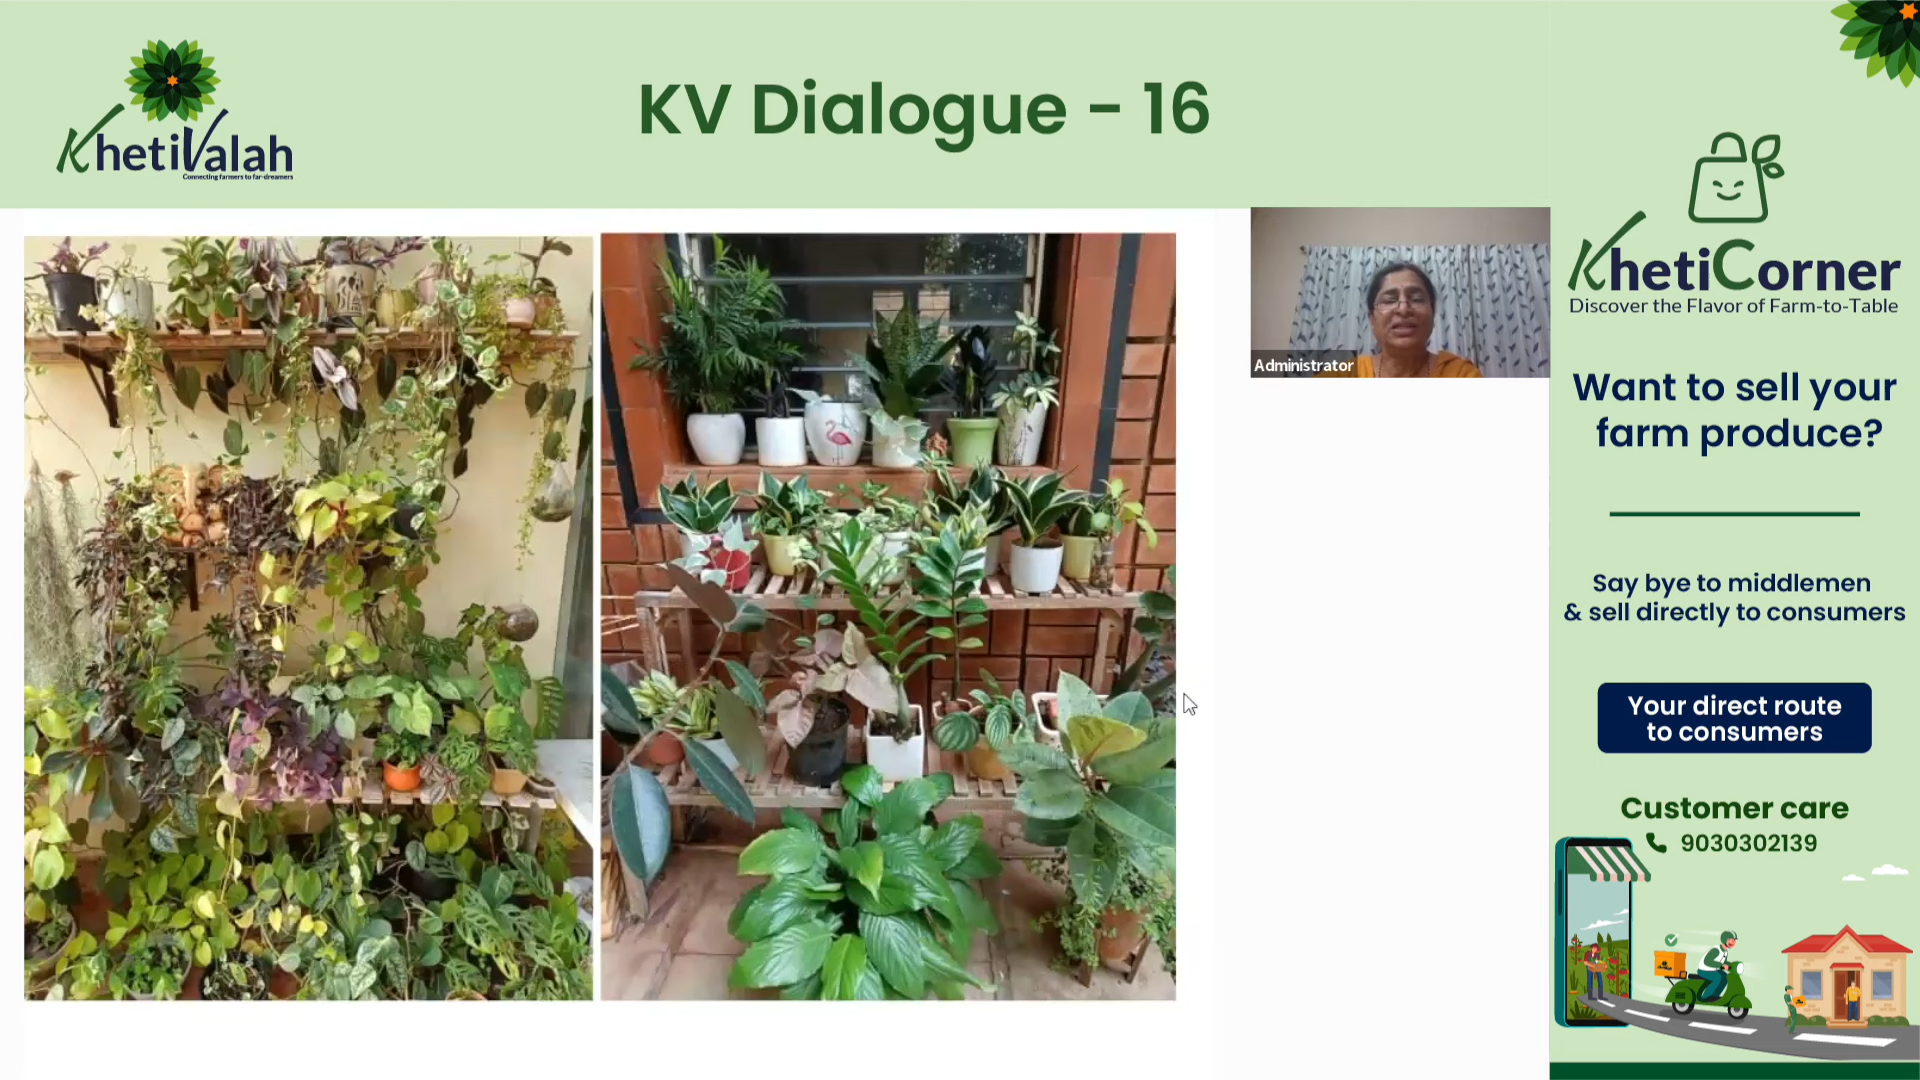 KhetiValah
Connecting farmers to far-dreamers
KV Dialogue - 16
Administrator
KhetiCorner
Discover the Flavor of Farm-to-Table
Want to sell your
farm produce?
Say bye to middlemen
& sell directly to consumers
Your direct route
to consumers
Customer care
9030302139